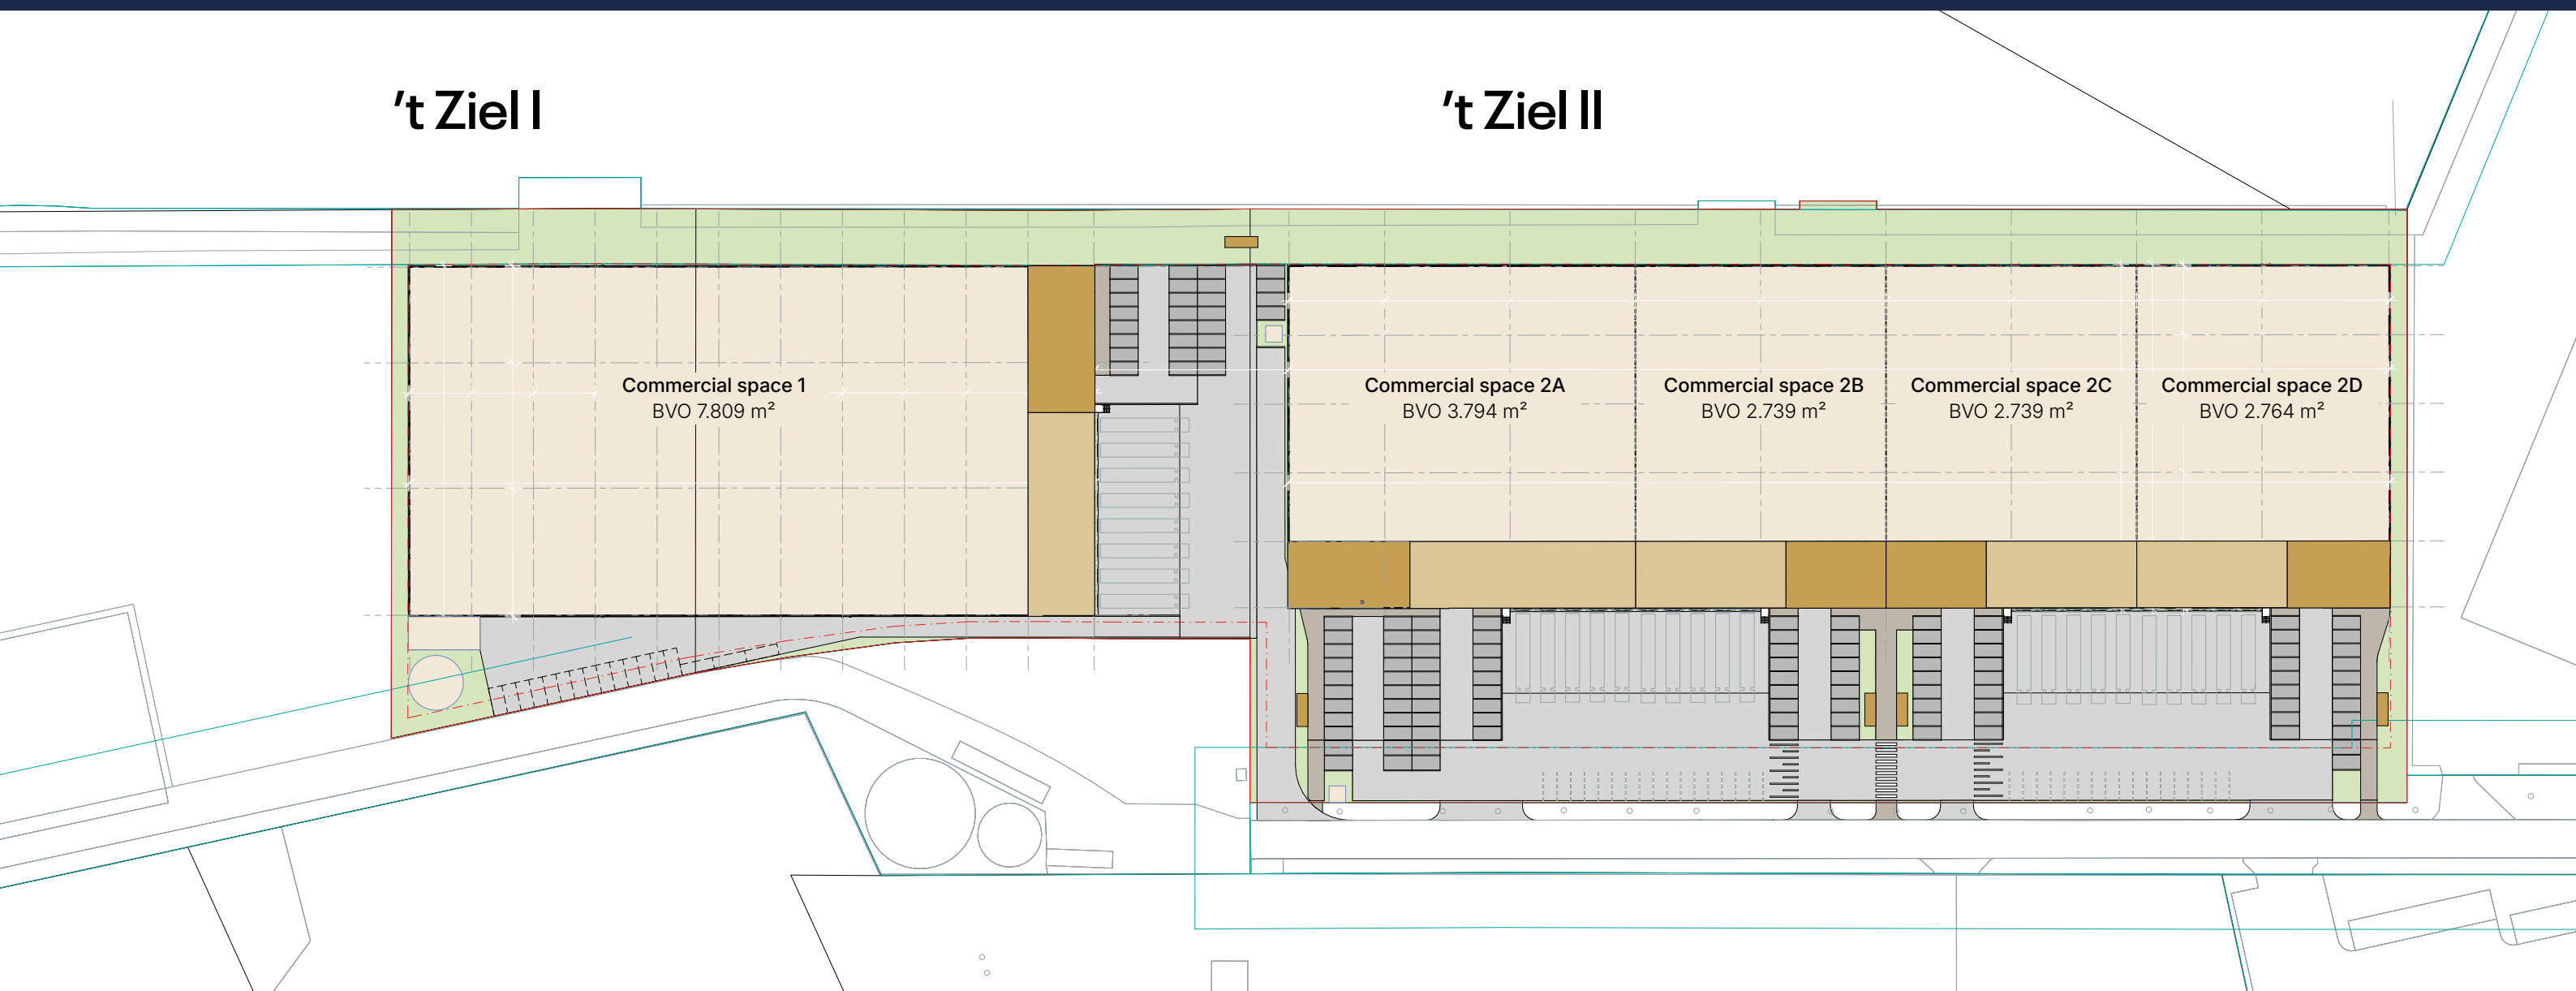 ’t Ziel I
’t Ziel II
Commercial space 1
BVO 7.809 m²
Commercial space 2A
BVO 3.794 m²
Commercial space 2B
BVO 2.739 m²
Commercial space 2C
BVO 2.739 m²
Commercial space 2D
BVO 2.764 m²